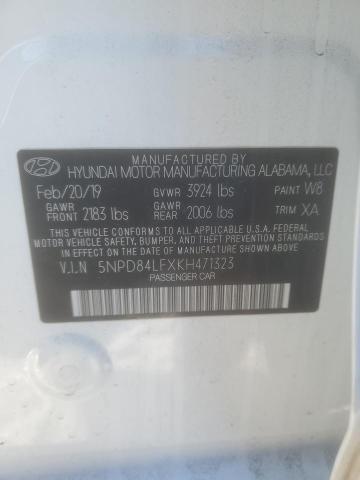 MANUFACTURED BY
HYUNDAI MOTOR MANUFACTURING ALABAMA, LLC
Feb/20/19 GVWR 3924 lbs PAINT W8
GAWR FRONT 2183 lbs GAWR REAR 2006 lbs TRIM XA
THIS VEHICLE CONFORMS TO ALL APPLICABLE U.S.A. FEDERAL
MOTOR VEHICLE SAFETY, BUMPER, AND THEFT PREVENTION
STANDARDS IN EFFECT ON THE DATE OF MANUFACTURE SHOWN ABOVE.
V.I.N 5NPD84LFXKH471323
PASSENGER CAR